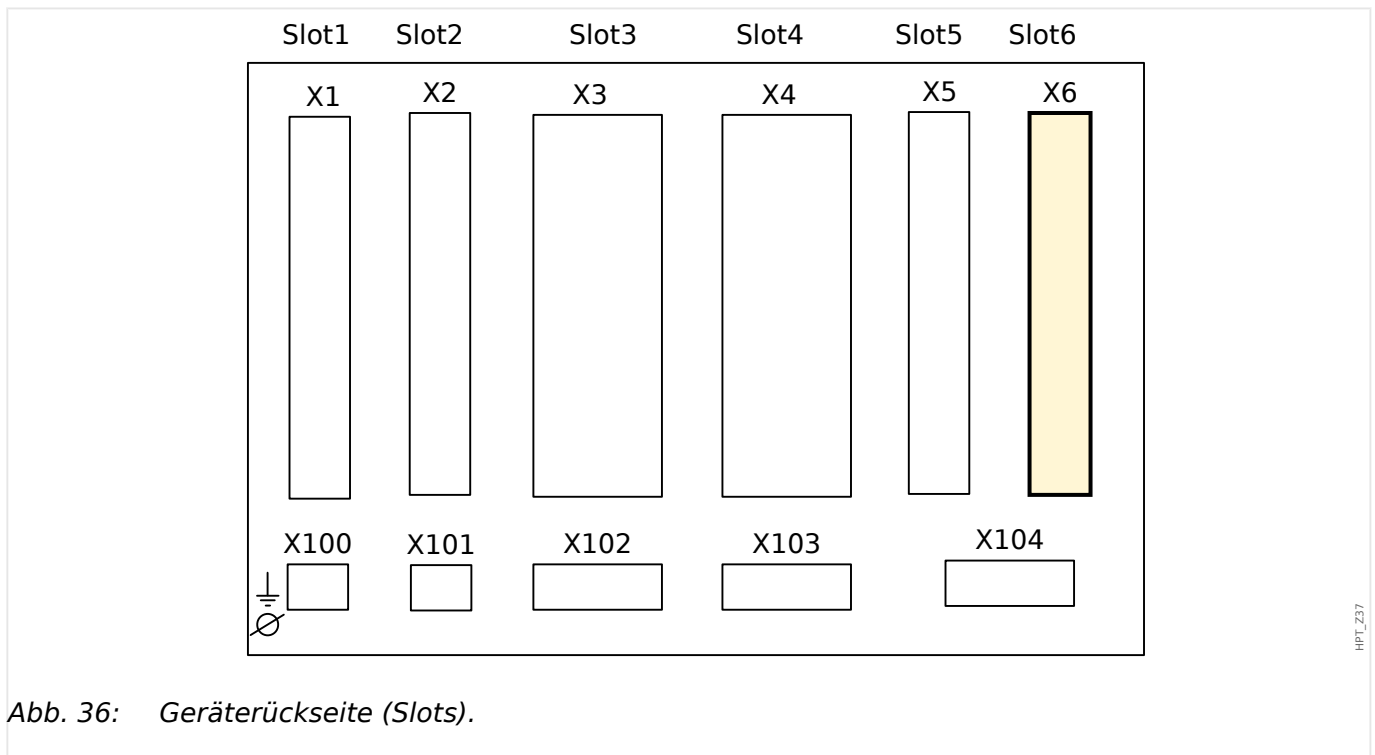 Slot1 Slot2 Slot3 Slot4 Slot5 Slot6
X1 X2 X3 X4 X5 X6
X100 X101 X102 X103 X104
HPT_Z37
Abb. 36: Geräterückseite (Slots).